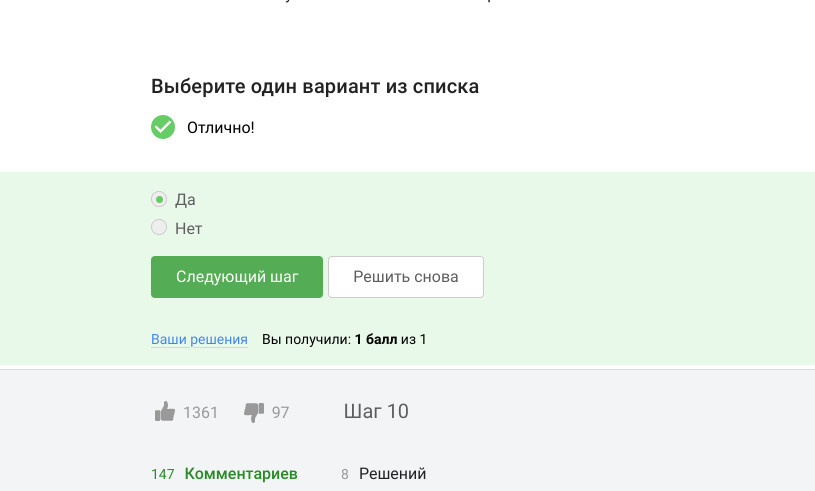 Выберите один вариант из списка
Отлично!
Да
Нет
Следующий шаг Решить снова
Ваши решения Вы получили: 1 балл из 1
1361 97 Шаг 10
147 Комментариев 8 Решений